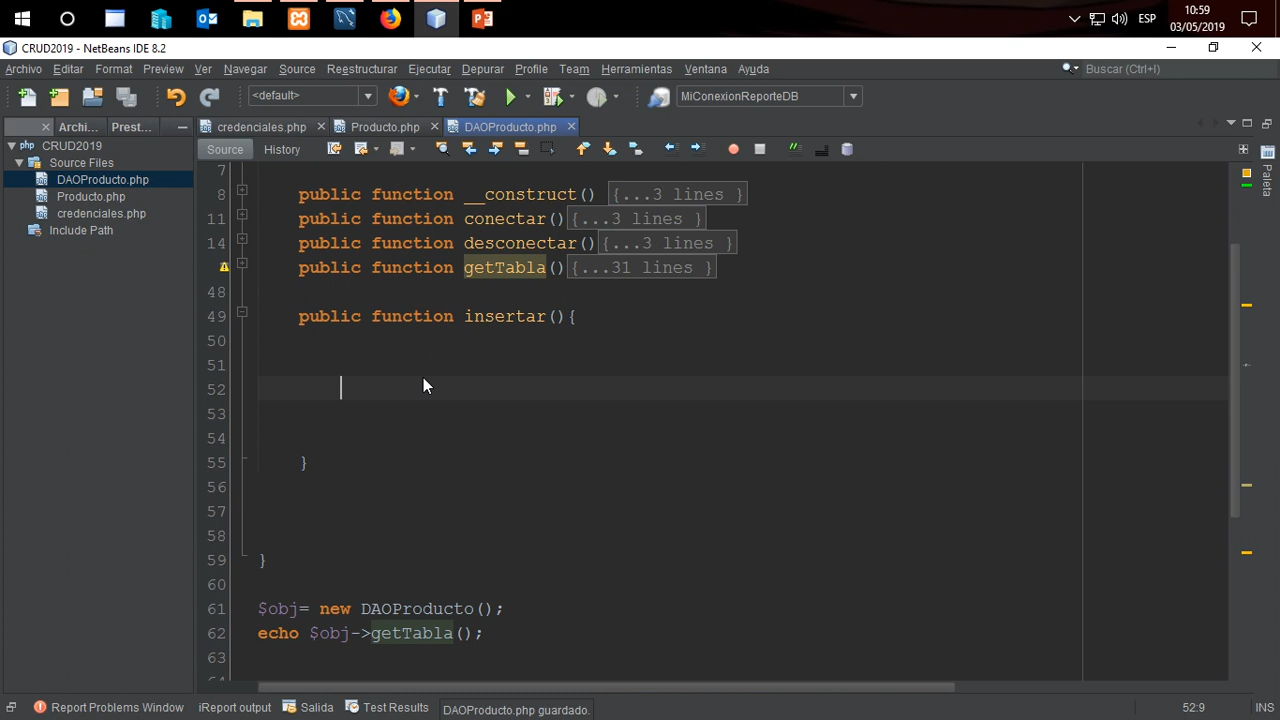 10:59
ESP
03/05/2019
CRUD2019 - NetBeans IDE 8.2
Archivo Editar Format Preview Ver Navegar Source Reestructurar Ejecutar Depurar Profile Team Herramientas Ventana Ayuda
Buscar (Ctrl+I)
<default>
MiConexionReporteDB
Archi... Prest...
credenciales.php Producto.php DAOProducto.php
Source History
CRUD2019
Source Files
DAOProducto.php
Producto.php
credenciales.php
Include Path
Paleta
7
8 public function __construct() {...3 lines }
11 public function conectar(){...3 lines }
14 public function desconectar(){...3 lines }
public function getTabla(){...31 lines }
48
49 public function insertar(){
50
51
52
53
54
55 }
56
57
58
59 }
60
61 $obj= new DAOProducto();
62 echo $obj->getTabla();
63
64
Report Problems Window iReport output Salida Test Results DAOProducto.php guardado. 52:9 INS